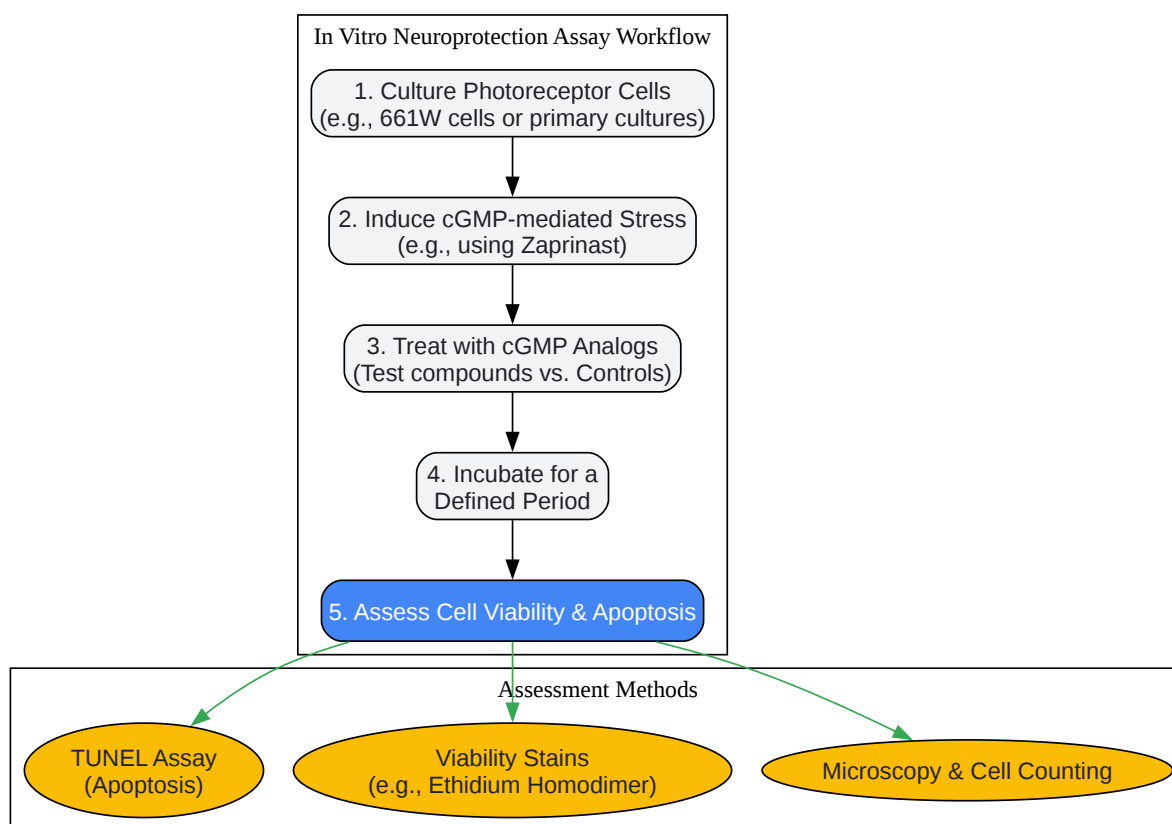 In Vitro Neuroprotection Assay Workflow
1. Culture Photoreceptor Cells
(e.g., 661W cells or primary cultures)
2. Induce cGMP-mediated Stress
(e.g., using Zaprinast)
3. Treat with cGMP Analogs
(Test compounds vs. Controls)
4. Incubate for a
Defined Period
5. Assess Cell Viability & Apoptosis
Assessment Methods
TUNEL Assay
(Apoptosis)
Viability Stains
(e.g., Ethidium Homodimer)
Microscopy & Cell Counting